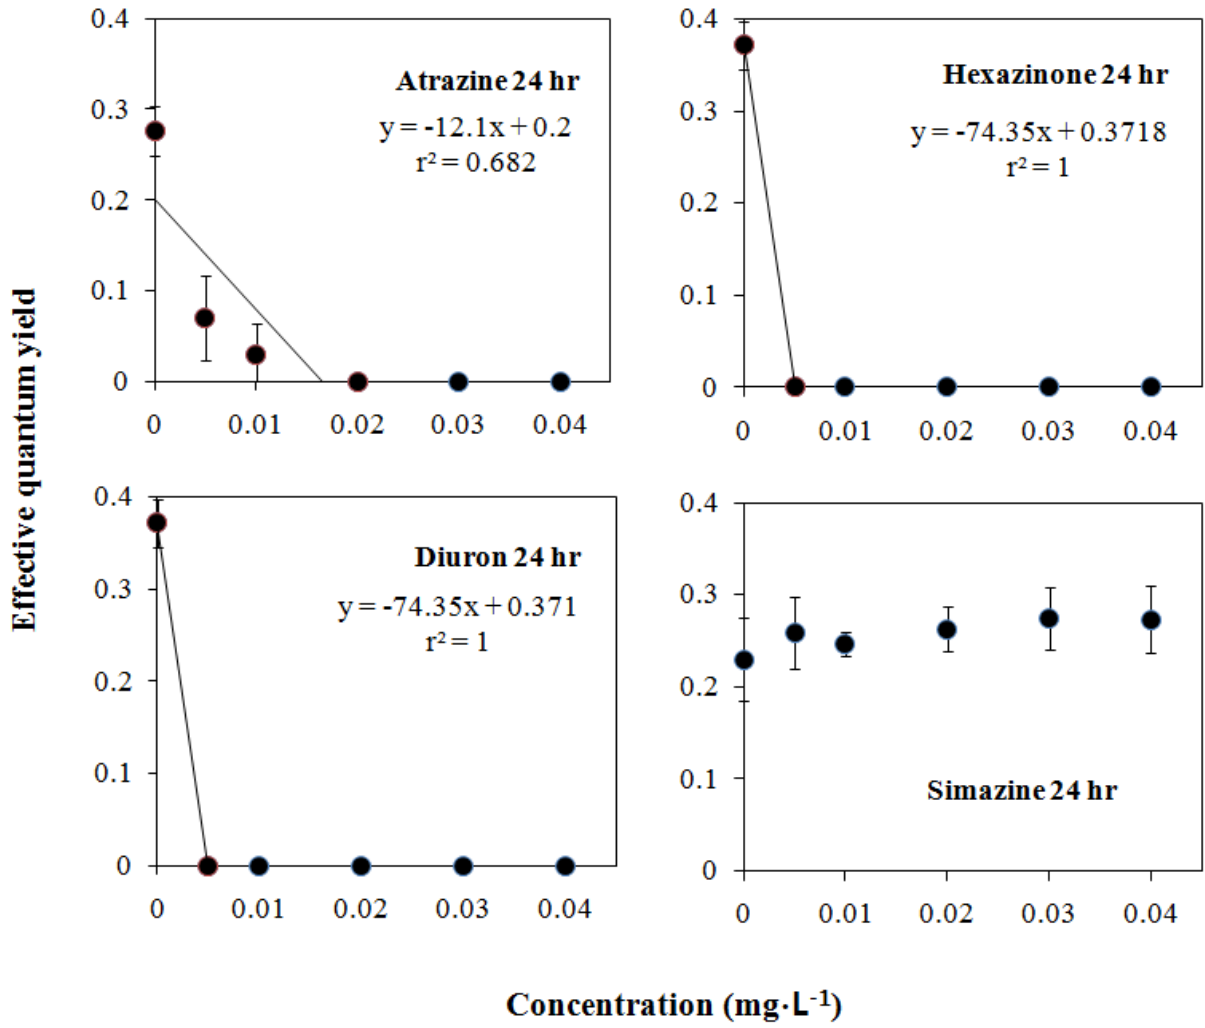 Effective quantum yield
0.4
0.3
0.2
0.1
0
Atrazine 24 hr
y = -12.1x + 0.2
r² = 0.682
0 0.01 0.02 0.03 0.04
0.4
0.3
0.2
0.1
0
Hexazinone 24 hr
y = -74.35x + 0.3718
r² = 1
0 0.01 0.02 0.03 0.04
0.4
0.3
0.2
0.1
0
Diuron 24 hr
y = -74.35x + 0.371
r² = 1
0 0.01 0.02 0.03 0.04
0.4
0.3
0.2
0.1
0
Simazine 24 hr
0 0.01 0.02 0.03 0.04
Concentration (mg·L⁻¹)